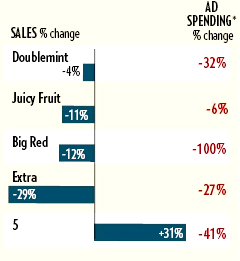 AD
SPENDING*
SALES % change % change
Doublemint
-4% -32%
Juicy Fruit
-11% -6%
Big Red
-12% -100%
Extra
-29% -27%
5
+31% -41%